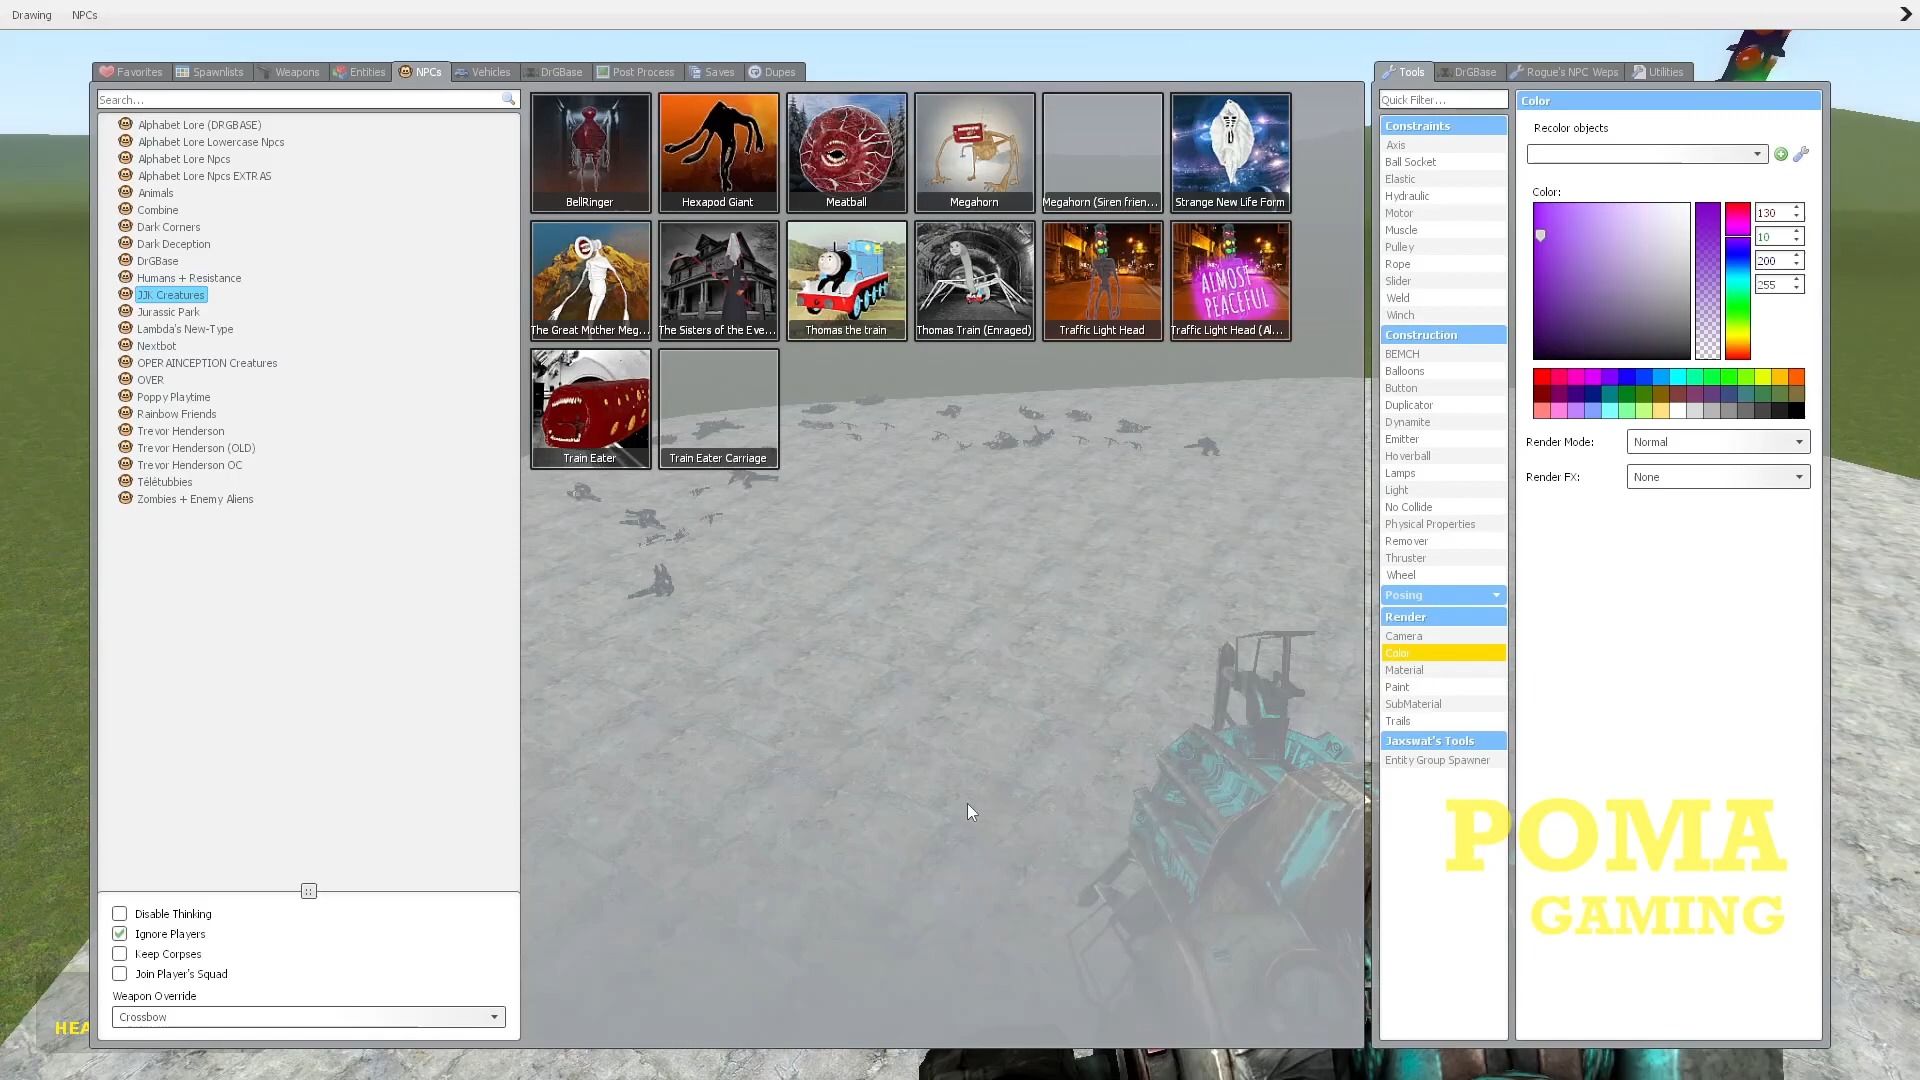 Drawing
NPCs
Favorites
Spawnlists
Weapons
Entities
NPCs
Vehicles
DrGBase
Post Process
Saves
Dupes
Search...
Alphabet Lore (DRGBASE)
Alphabet Lore Lowercase Npcs
Alphabet Lore Npcs
Alphabet Lore Npcs EXTRAS
Animals
Combine
Dark Corners
Dark Deception
DrGBase
Humans + Resistance
JJK Creatures
Jurassic Park
Lambda's New-Type
Nextbot
OPERAINCEPTION Creatures
OVER
Poppy Playtime
Rainbow Friends
Trevor Henderson
Trevor Henderson (OLD)
Trevor Henderson OC
Télétubbies
Zombies + Enemy Aliens
Disable Thinking
Ignore Players
Keep Corpses
Join Player's Squad
Weapon Override
Crossbow
HEA
BellRinger
Hexapod Giant
Meatball
Megahorn
Megahorn (Siren frien...
Strange New Life Form
The Great Mother Meg...
The Sisters of the Eve...
Thomas the train
Thomas Train (Enraged)
Traffic Light Head
ALMOST
PEACEFUL
Traffic Light Head (Al...
Train Eater
Train Eater Carriage
Tools
DrGBase
Rogue's NPC Weps
Utilities
Quick Filter...
Constraints
Axis
Ball Socket
Elastic
Hydraulic
Motor
Muscle
Pulley
Rope
Slider
Weld
Winch
Construction
BEMCH
Balloons
Button
Duplicator
Dynamite
Emitter
Hoverball
Lamps
Light
No Collide
Physical Properties
Remover
Thruster
Wheel
Posing
Render
Camera
Color
Material
Paint
SubMaterial
Trails
Jaxswat's Tools
Entity Group Spawner
Color
Recolor objects
Color:
130
10
200
255
Render Mode:
Normal
Render FX:
None
POMA
GAMING